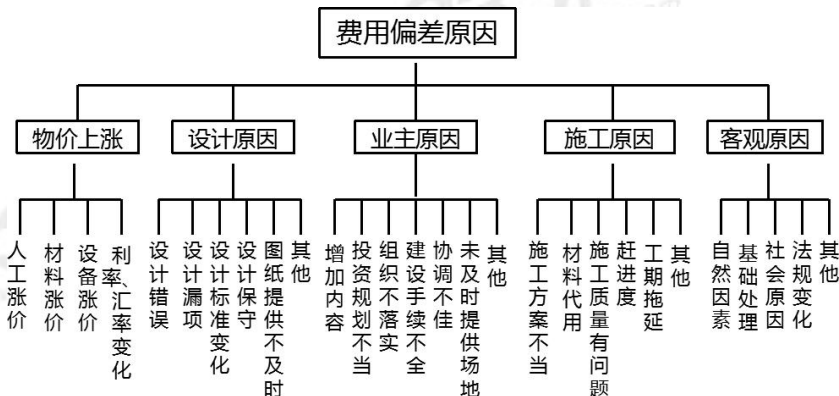 费用偏差原因
物价上涨
设计原因
业主原因
施工原因
客观原因
人工涨价
材料涨价
设备涨价
利率、汇率变化
设计错误
设计漏项
设计标准变化
设计保守
图纸提供不及时
其他
增加内容
投资规划不当
组织不落实
建设手续不全
协调不佳
未及时提供场地
其他
施工方案不当
材料代用
施工质量有问题
赶进度
工期拖延
其他
自然因素
基础处理
社会原因
法规变化
其他